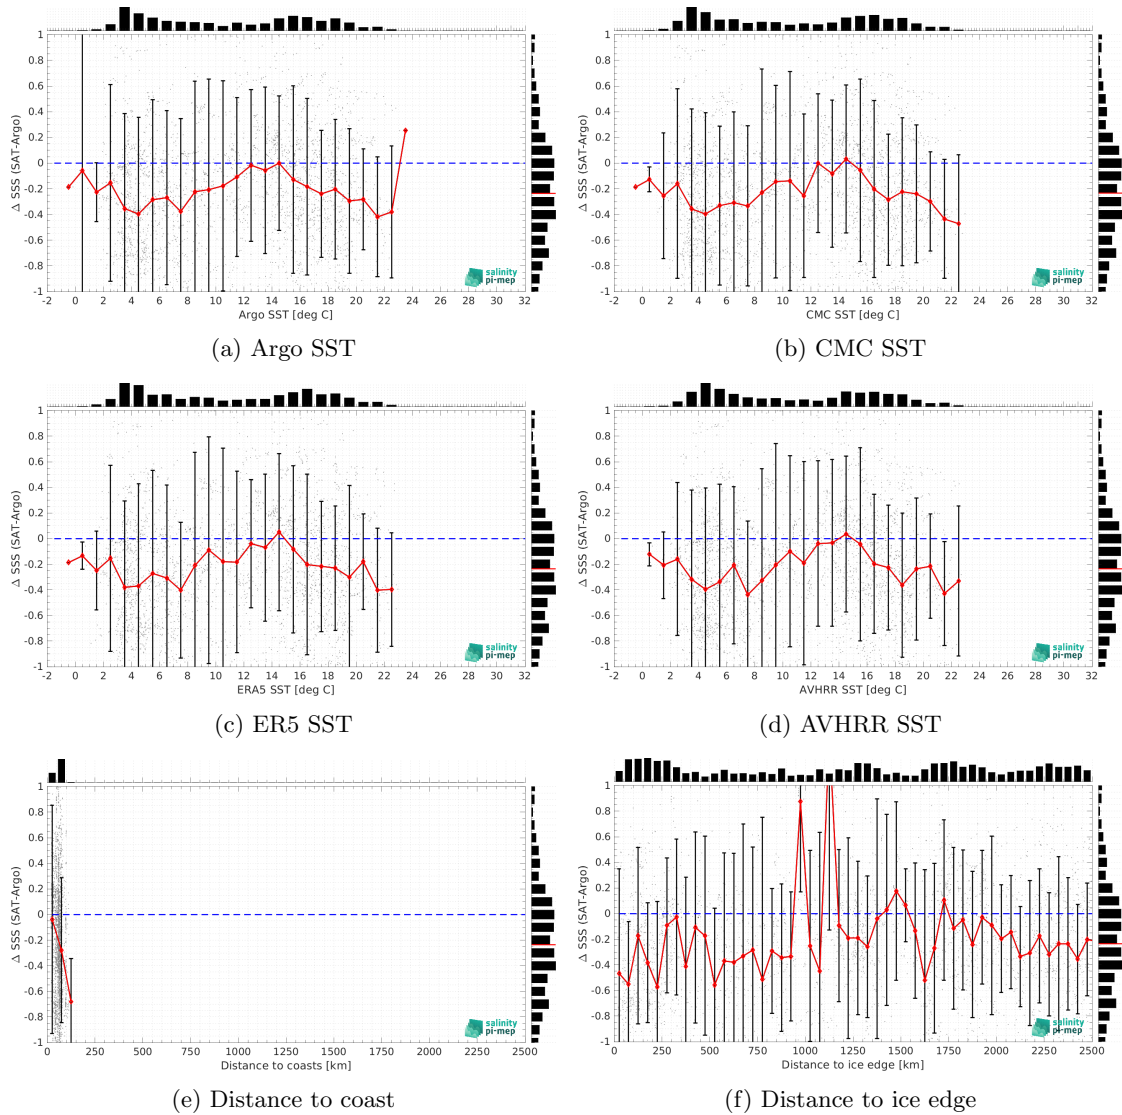 1
0.8
0.6
0.4
0.2
0
-0.2
-0.4
-0.6
-0.8
-1
Δ SSS (SAT-Argo)
salinity
pi-mep
-2 0 2 4 6 8 10 12 14 16 18 20 22 24 26 28 30 32
Argo SST [deg C]
(a) Argo SST
1
0.8
0.6
0.4
0.2
0
-0.2
-0.4
-0.6
-0.8
-1
Δ SSS (SAT-Argo)
salinity
pi-mep
-2 0 2 4 6 8 10 12 14 16 18 20 22 24 26 28 30 32
CMC SST [deg C]
(b) CMC SST
1
0.8
0.6
0.4
0.2
0
-0.2
-0.4
-0.6
-0.8
-1
Δ SSS (SAT-Argo)
salinity
pi-mep
-2 0 2 4 6 8 10 12 14 16 18 20 22 24 26 28 30 32
ERA5 SST [deg C]
(c) ER5 SST
1
0.8
0.6
0.4
0.2
0
-0.2
-0.4
-0.6
-0.8
-1
Δ SSS (SAT-Argo)
salinity
pi-mep
-2 0 2 4 6 8 10 12 14 16 18 20 22 24 26 28 30 32
AVHRR SST [deg C]
(d) AVHRR SST
1
0.8
0.6
0.4
0.2
0
-0.2
-0.4
-0.6
-0.8
-1
Δ SSS (SAT-Argo)
salinity
pi-mep
0 250 500 750 1000 1250 1500 1750 2000 2250 2500
Distance to coasts [km]
(e) Distance to coast
1
0.8
0.6
0.4
0.2
0
-0.2
-0.4
-0.6
-0.8
-1
Δ SSS (SAT-Argo)
salinity
pi-mep
0 250 500 750 1000 1250 1500 1750 2000 2250 2500
Distance to ice edge [km]
(f) Distance to ice edge